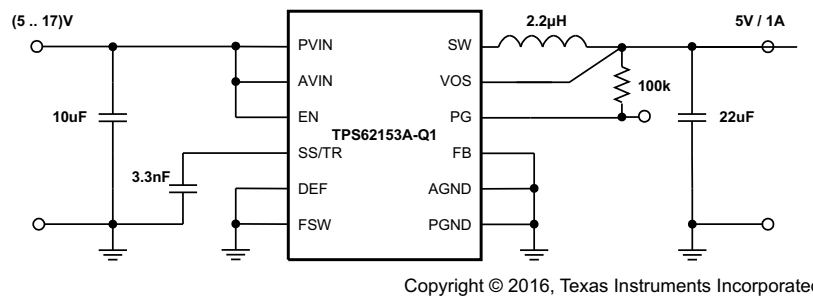 (5 .. 17)V
2.2µH
5V / 1A
PVIN
SW
AVIN
VOS
100k
10uF
EN
PG
22uF
TPS62153A-Q1
SS/TR
FB
3.3nF
DEF
AGND
FSW
PGND
Copyright © 2016, Texas Instruments Incorporated